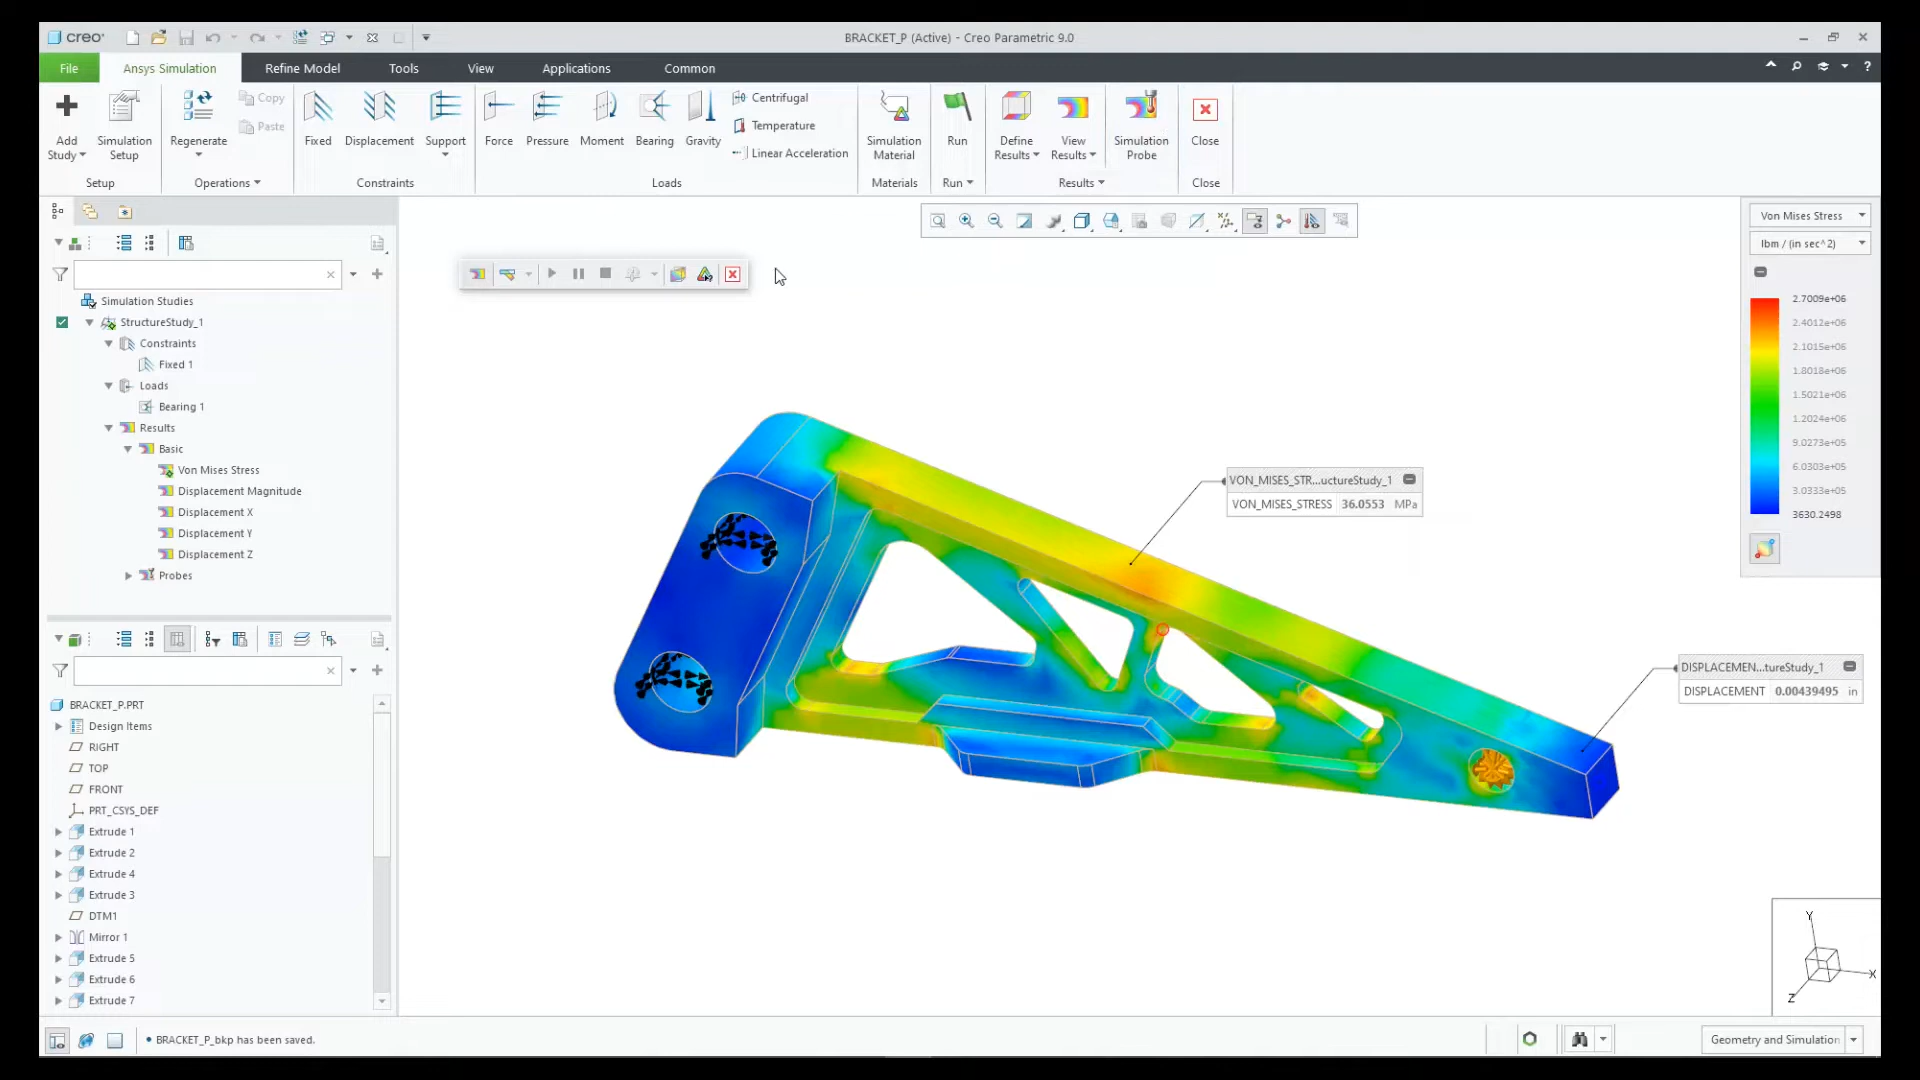 creo
BRACKET_P (Active) - Creo Parametric 9.0
File
Ansys Simulation
Refine Model
Tools
View
Applications
Common
?
Add Study
Simulation Setup
Setup
Regenerate
Copy
Paste
Operations
Fixed
Displacement
Support
Constraints
Force
Pressure
Moment
Bearing
Gravity
Centrifugal
Temperature
Linear Acceleration
Loads
Simulation Material
Materials
Run
Run
Define Results
View Results
Simulation Probe
Results
Close
Close
Simulation Studies
StructureStudy_1
Constraints
Fixed 1
Loads
Bearing 1
Results
Basic
Von Mises Stress
Displacement Magnitude
Displacement X
Displacement Y
Displacement Z
Probes
BRACKET_P.PRT
Design Items
RIGHT
TOP
FRONT
PRT_CSYS_DEF
Extrude 1
Extrude 2
Extrude 4
Extrude 3
DTM1
Mirror 1
Extrude 5
Extrude 6
Extrude 7
VON_MISES_STR...uctureStudy_1
VON_MISES_STRESS 36.0553 MPa
DISPLACEMEN...tureStudy_1
DISPLACEMENT 0.00439495 in
Von Mises Stress
lbm / (in sec^2)
2.7009e+06
2.4012e+06
2.1015e+06
1.8018e+06
1.5021e+06
1.2024e+06
9.0273e+05
6.0303e+05
3.0333e+05
3630.2498
Y
X
Z
• BRACKET_P_bkp has been saved.
Geometry and Simulation